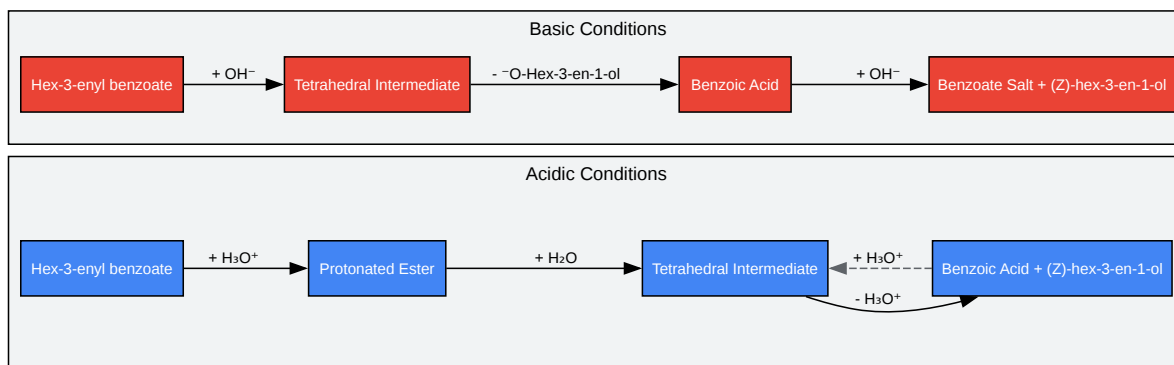 Basic Conditions
Hex-3-enyl benzoate
+ OH⁻
Tetrahedral Intermediate
- ⁻O-Hex-3-en-1-ol
Benzoic Acid
+ OH⁻
Benzoate Salt + (Z)-hex-3-en-1-ol
Acidic Conditions
Hex-3-enyl benzoate
+ H₃O⁺
Protonated Ester
+ H₂O
Tetrahedral Intermediate
+ H₃O⁺
- H₃O⁺
Benzoic Acid + (Z)-hex-3-en-1-ol